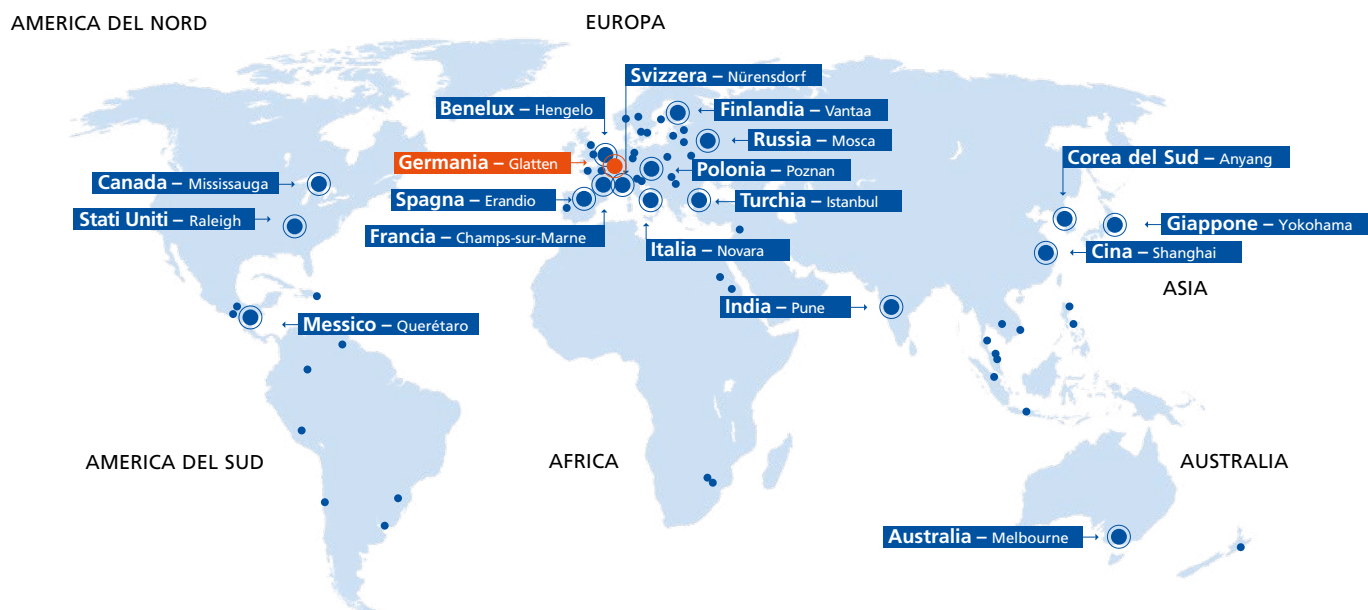 AMERICA DEL NORD
EUROPA
Svizzera – Nürensdorf
Benelux – Hengelo
Finlandia – Vantaa
Russia – Mosca
Germania – Glatten
Corea del Sud – Anyang
Polonia – Poznan
Canada – Mississauga
Spagna – Erandio
Turchia – Istanbul
Stati Uniti – Raleigh
Giappone – Yokohama
Francia – Champs-sur-Marne
Italia – Novara
Cina – Shanghai
ASIA
India – Pune
Messico – Querétaro
AMERICA DEL SUD
AFRICA
AUSTRALIA
Australia – Melbourne